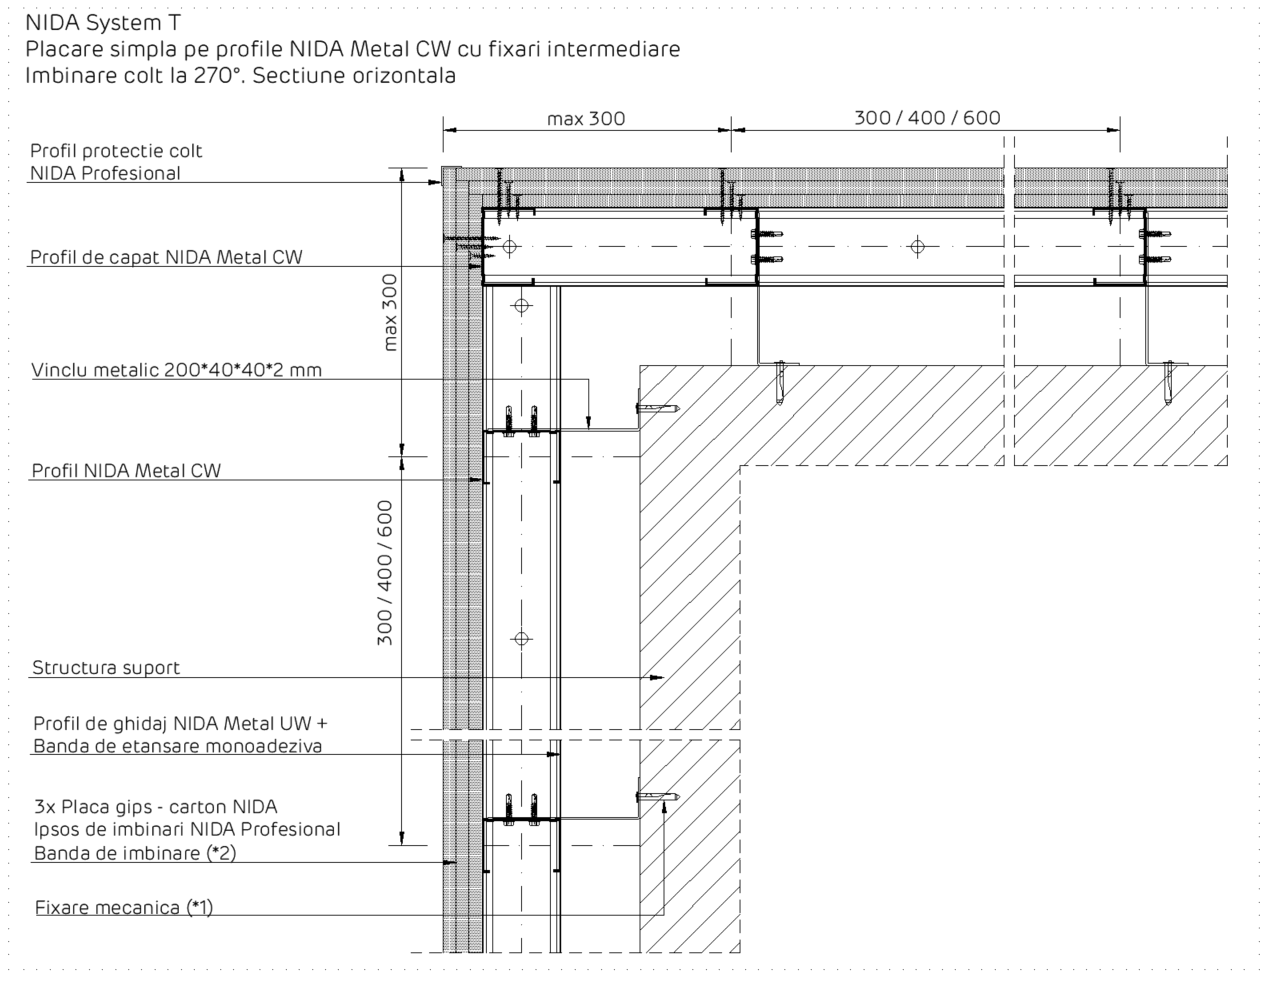 NIDA System T
Placare simpla pe profile NIDA Metal CW cu fixari intermediare
Imbinare colt la 270°. Sectiune orizontala
max 300
300 / 400 / 600
Profil protectie colt
NIDA Profesional
Profil de capat NIDA Metal CW
max 300
Vinclu metalic 200*40*40*2 mm
Profil NIDA Metal CW
300 / 400 / 600
Structura suport
Profil de ghidaj NIDA Metal UW +
Banda de etansare monoadeziva
3x Placa gips - carton NIDA
Ipsos de imbinari NIDA Profesional
Banda de imbinare (*2)
Fixare mecanica (*1)